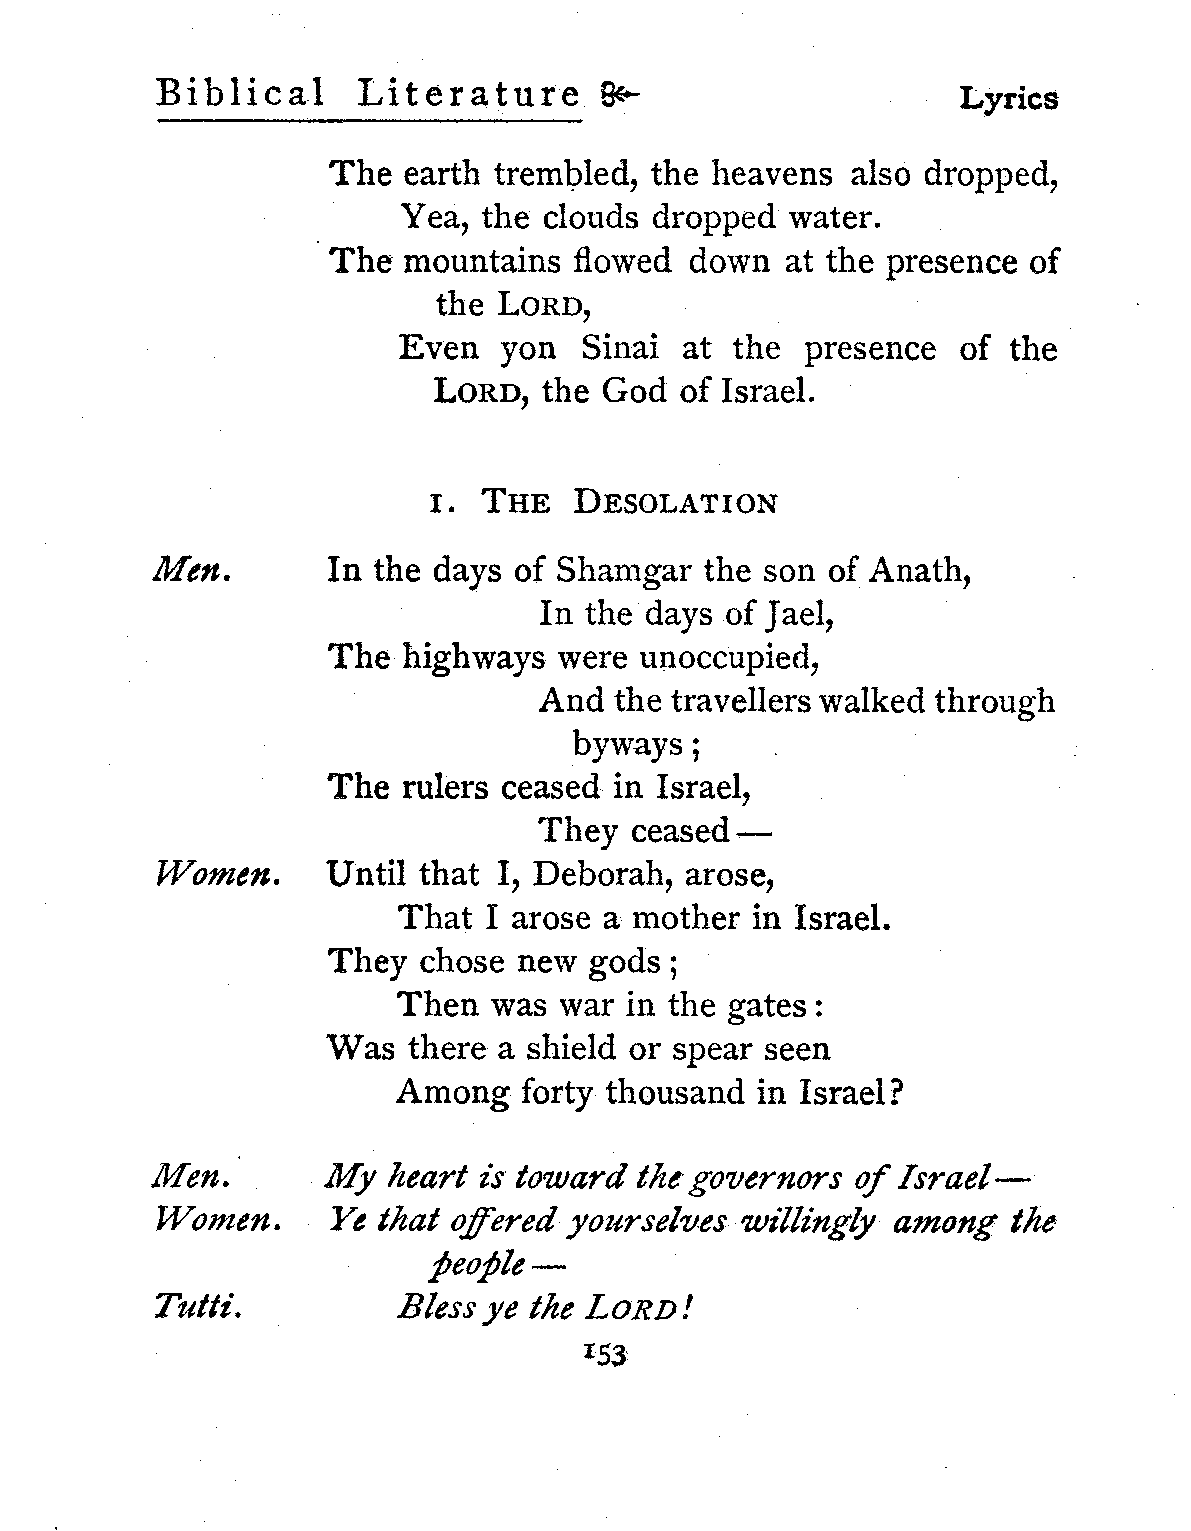 Biblical Literature Lyrics
The earth trembled, the heavens also dropped,
Yea, the clouds dropped water.
The mountains flowed down at the presence of
the LORD,
Even yon Sinai at the presence of the
LORD, the God of Israel.
1. THE DESOLATION
Men. In the days of Shamgar the son of Anath,
In the days of Jael,
The highways were unoccupied,
And the travellers walked through
byways;
The rulers ceased in Israel,
They ceased—
Women. Until that I, Deborah, arose,
That I arose a mother in Israel.
They chose new gods;
Then was war in the gates:
Was there a shield or spear seen
Among forty thousand in Israel?
Men. My heart is toward the governors of Israel—
Women. Ye that offered yourselves willingly among the
people—
Tutti. Bless ye the LORD!
153